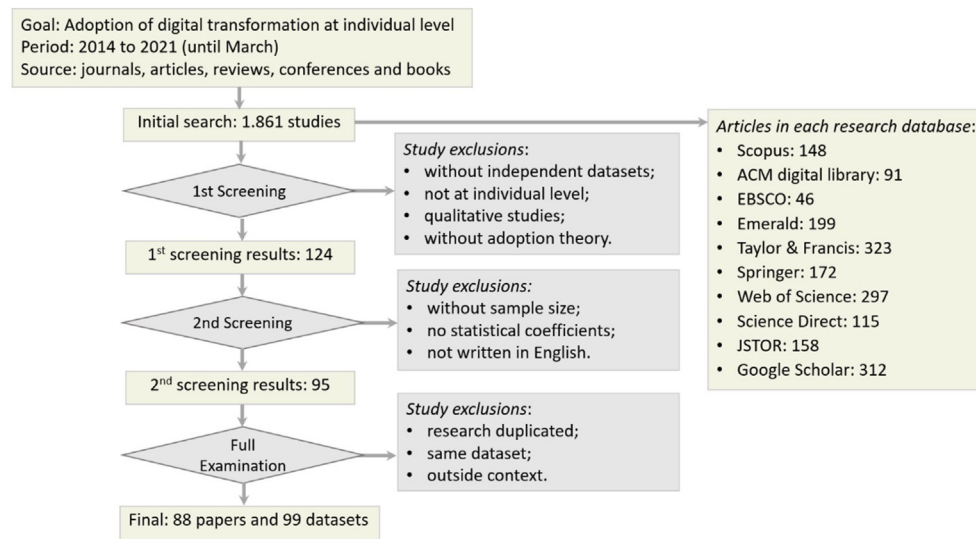 Goal: Adoption of digital transformation at individual level
Period: 2014 to 2021 (until March)
Source: journals, articles, reviews, conferences and books
Initial search: 1.861 studies
1st Screening
Study exclusions:
• without independent datasets;
• not at individual level;
• qualitative studies;
• without adoption theory.
1st screening results: 124
2nd Screening
Study exclusions:
• without sample size;
• no statistical coefficients;
• not written in English.
2nd screening results: 95
Full
Examination
Study exclusions:
• research duplicated;
• same dataset;
• outside context.
Final: 88 papers and 99 datasets
Articles in each research database:
• Scopus: 148
• ACM digital library: 91
• EBSCO: 46
• Emerald: 199
• Taylor & Francis: 323
• Springer: 172
• Web of Science: 297
• Science Direct: 115
• JSTOR: 158
• Google Scholar: 312